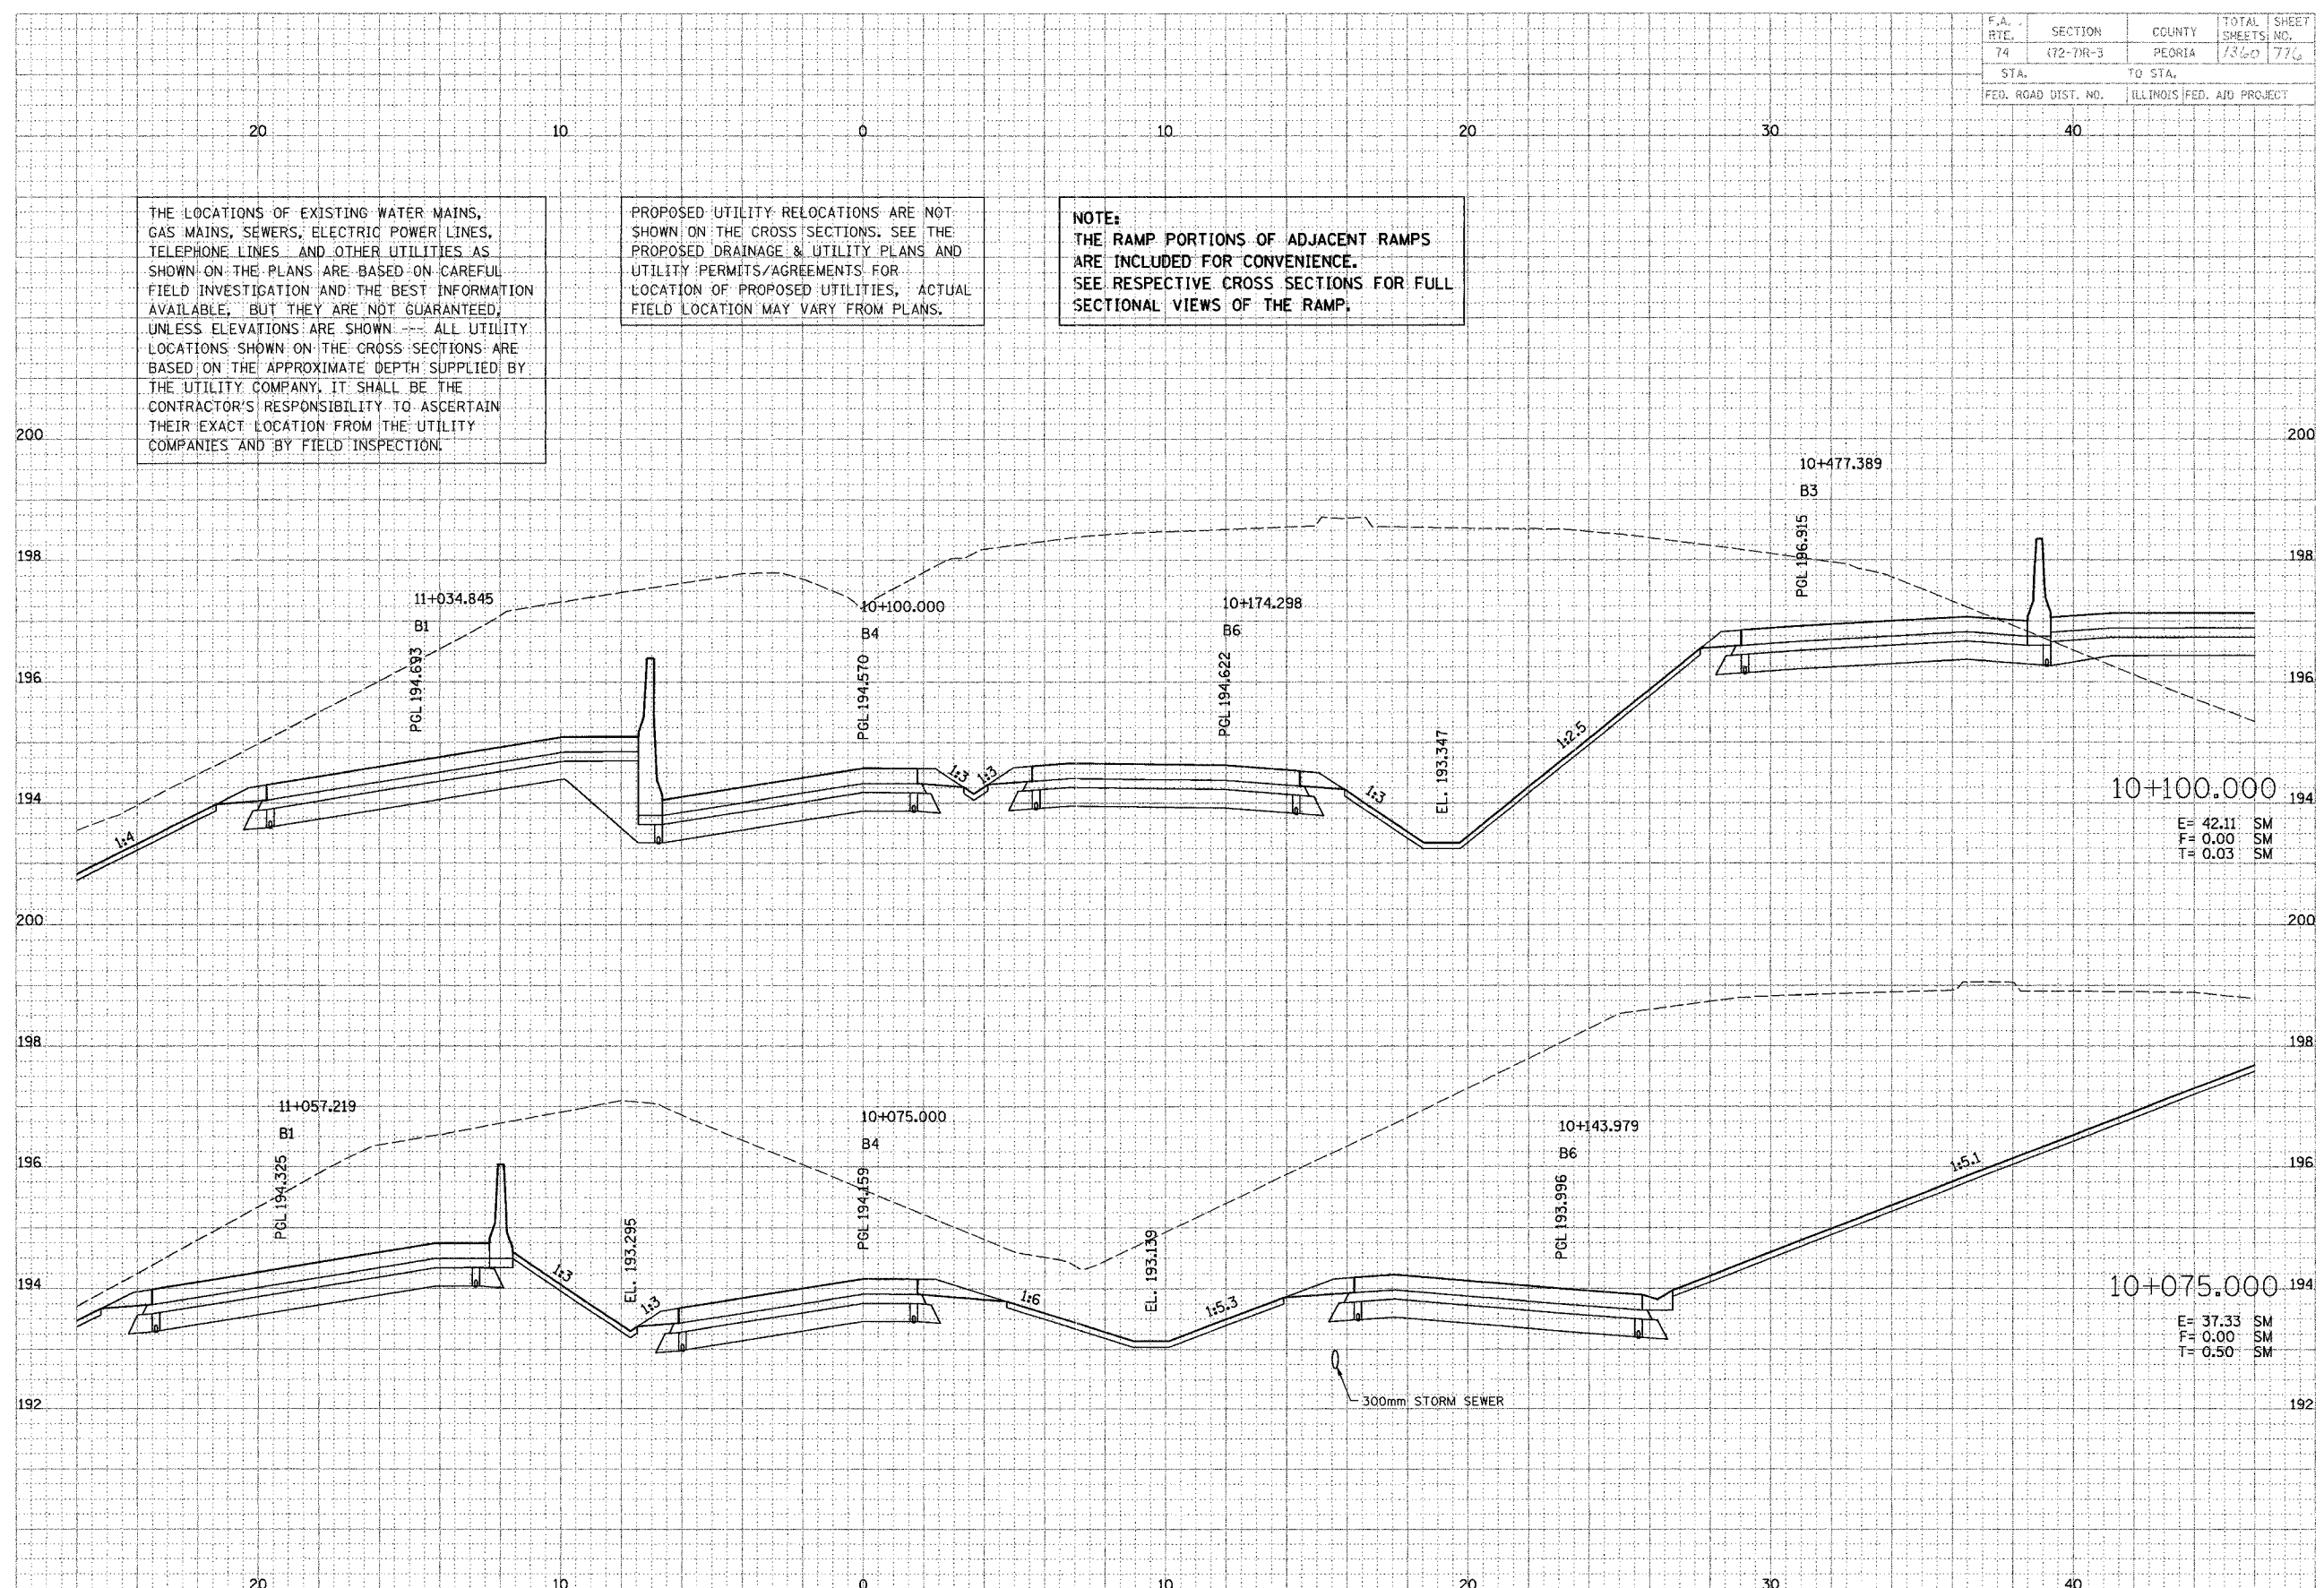 F.A. RTE. SECTION COUNTY TOTAL SHEETS SHEET NO.
74 (72-7)R-3 PEORIA 1360 776
STA. TO STA.
FED. ROAD DIST. NO. ILLINOIS FED. AID PROJECT
20 10 0 10 20 30 40
THE LOCATIONS OF EXISTING WATER MAINS,
GAS MAINS, SEWERS, ELECTRIC POWER LINES,
TELEPHONE LINES AND OTHER UTILITIES AS
SHOWN ON THE PLANS ARE BASED ON CAREFUL
FIELD INVESTIGATION AND THE BEST INFORMATION
AVAILABLE, BUT THEY ARE NOT GUARANTEED,
UNLESS ELEVATIONS ARE SHOWN --- ALL UTILITY
LOCATIONS SHOWN ON THE CROSS SECTIONS ARE
BASED ON THE APPROXIMATE DEPTH SUPPLIED BY
THE UTILITY COMPANY. IT SHALL BE THE
CONTRACTOR'S RESPONSIBILITY TO ASCERTAIN
THEIR EXACT LOCATION FROM THE UTILITY
COMPANIES AND BY FIELD INSPECTION.
PROPOSED UTILITY RELOCATIONS ARE NOT
SHOWN ON THE CROSS SECTIONS. SEE THE
PROPOSED DRAINAGE & UTILITY PLANS AND
UTILITY PERMITS/AGREEMENTS FOR
LOCATION OF PROPOSED UTILITIES, ACTUAL
FIELD LOCATION MAY VARY FROM PLANS.
NOTE:
THE RAMP PORTIONS OF ADJACENT RAMPS
ARE INCLUDED FOR CONVENIENCE.
SEE RESPECTIVE CROSS SECTIONS FOR FULL
SECTIONAL VIEWS OF THE RAMP.
200 200
198 198
196 196
194 194
11+034.845
B1
PGL 194.693
10+100.000
B4
PGL 194.570
10+174.298
B6
PGL 194.622
EL. 193.347
10+477.389
B3
PGL 196.915
1:4
1:3
1:3
1:3
1:2.5
10+100.000
E= 42.11 SM
F= 0.00 SM
T= 0.03 SM
200 200
198 198
196 196
194 194
192 192
11+057.219
B1
PGL 194.325
EL. 193.295
10+075.000
B4
PGL 194.159
EL. 193.139
10+143.979
B6
PGL 193.996
1:3
1:3
1:6
1:5.3
1:5.1
300mm STORM SEWER
10+075.000
E= 37.33 SM
F= 0.00 SM
T= 0.50 SM
20 10 0 10 20 30 40